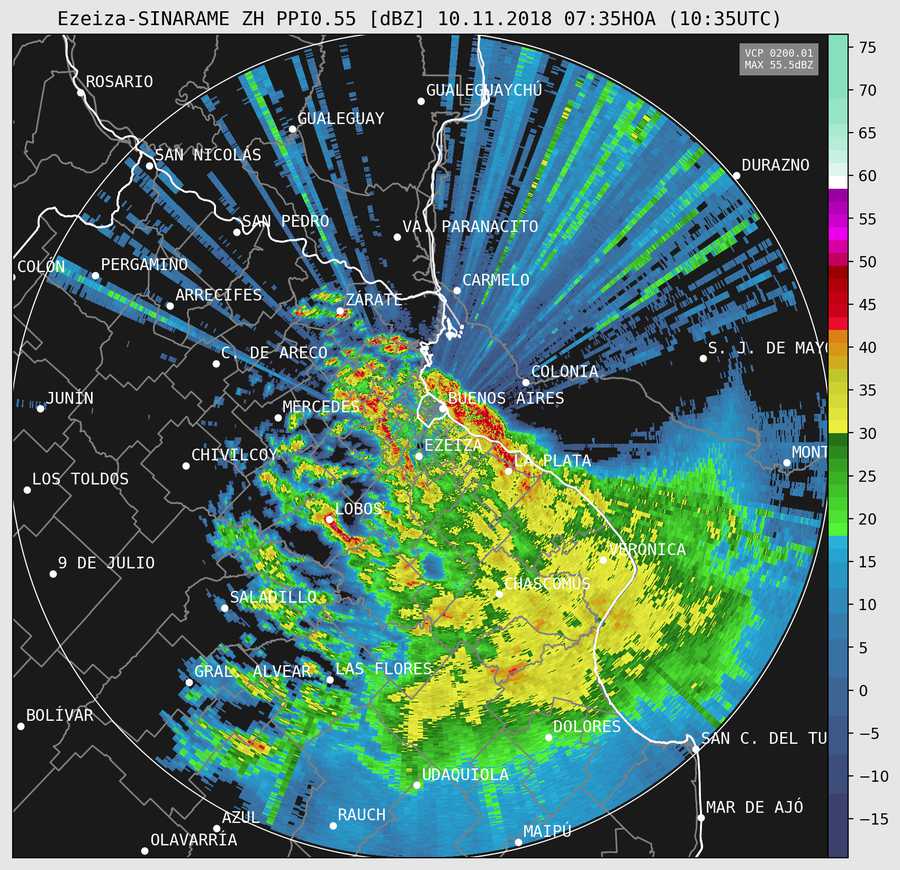 Ezeiza-SINARAME ZH PPI0.55 [dBZ] 10.11.2018 07:35HOA (10:35UTC)
VCP 0200.01
MAX 55.5dBZ
75
70
65
60
55
50
45
40
35
30
25
20
15
10
5
0
−5
−10
−15
ROSARIO
GUALEGUAYCHÚ
GUALEGUAY
SAN NICOLÁS
DURAZNO
SAN PEDRO
VA. PARANACITO
COLÓN
PERGAMINO
CARMELO
ARRECIFES
ZÁRATE
C. DE ARECO
S. J. DE MAY
COLONIA
JUNÍN
MERCEDES
BUENOS AIRES
EZEIZA
CHIVILCOY
LA PLATA
MONT
LOS TOLDOS
LOBOS
VERÓNICA
9 DE JULIO
CHASCOMÚS
SALADILLO
GRAL. ALVEAR
LAS FLORES
BOLÍVAR
DOLORES
SAN C. DEL TU
UDAQUIOLA
MAR DE AJÓ
AZUL
RAUCH
MAIPÚ
OLAVARRÍA